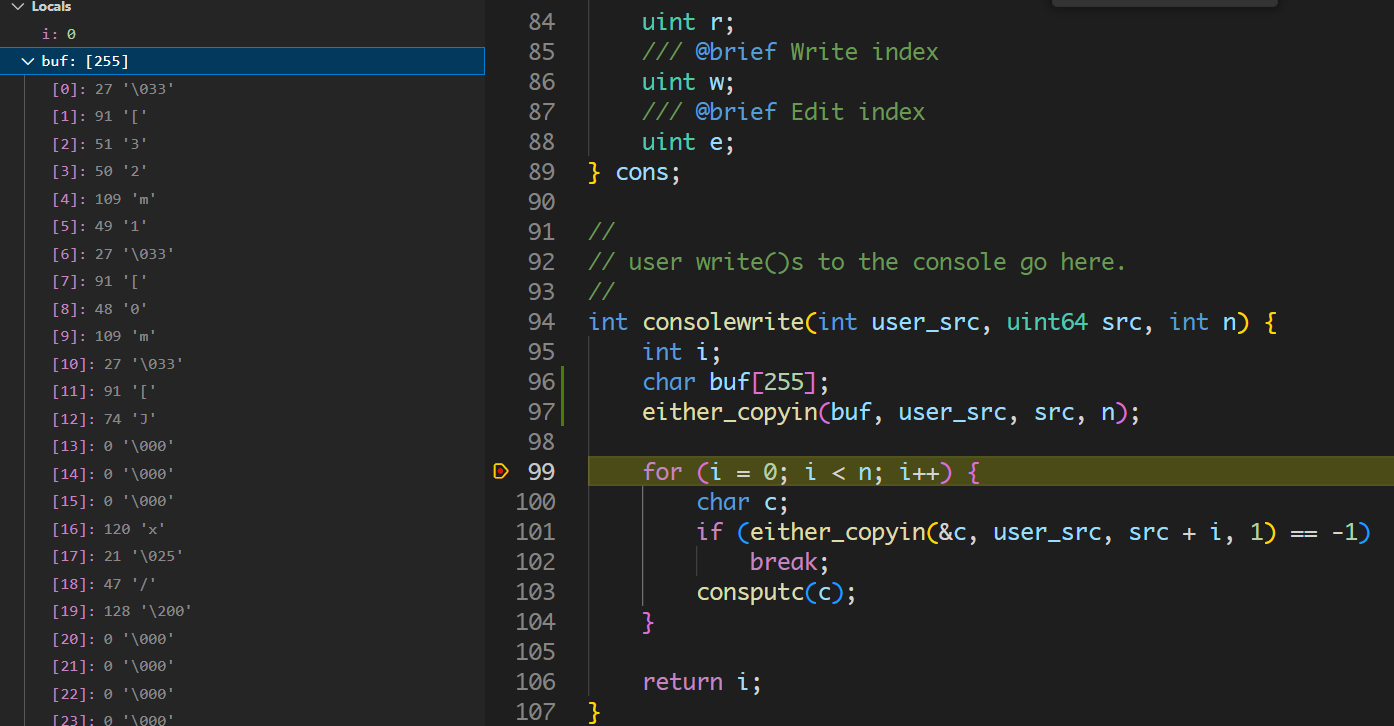 Locals
i: 0
buf: [255]
[0]: 27 '\033'
[1]: 91 '['
[2]: 51 '3'
[3]: 50 '2'
[4]: 109 'm'
[5]: 49 '1'
[6]: 27 '\033'
[7]: 91 '['
[8]: 48 '0'
[9]: 109 'm'
[10]: 27 '\033'
[11]: 91 '['
[12]: 74 'J'
[13]: 0 '\000'
[14]: 0 '\000'
[15]: 0 '\000'
[16]: 120 'x'
[17]: 21 '\025'
[18]: 47 '/'
[19]: 128 '\200'
[20]: 0 '\000'
[21]: 0 '\000'
[22]: 0 '\000'
[23]: 0 '\000'
84 uint r;
85 /// @brief Write index
86 uint w;
87 /// @brief Edit index
88 uint e;
89 } cons;
90
91 //
92 // user write()s to the console go here.
93 //
94 int consolewrite(int user_src, uint64 src, int n) {
95 int i;
96 char buf[255];
97 either_copyin(buf, user_src, src, n);
98
99 for (i = 0; i < n; i++) {
100 char c;
101 if (either_copyin(&c, user_src, src + i, 1) == -1)
102 break;
103 consputc(c);
104 }
105
106 return i;
107 }